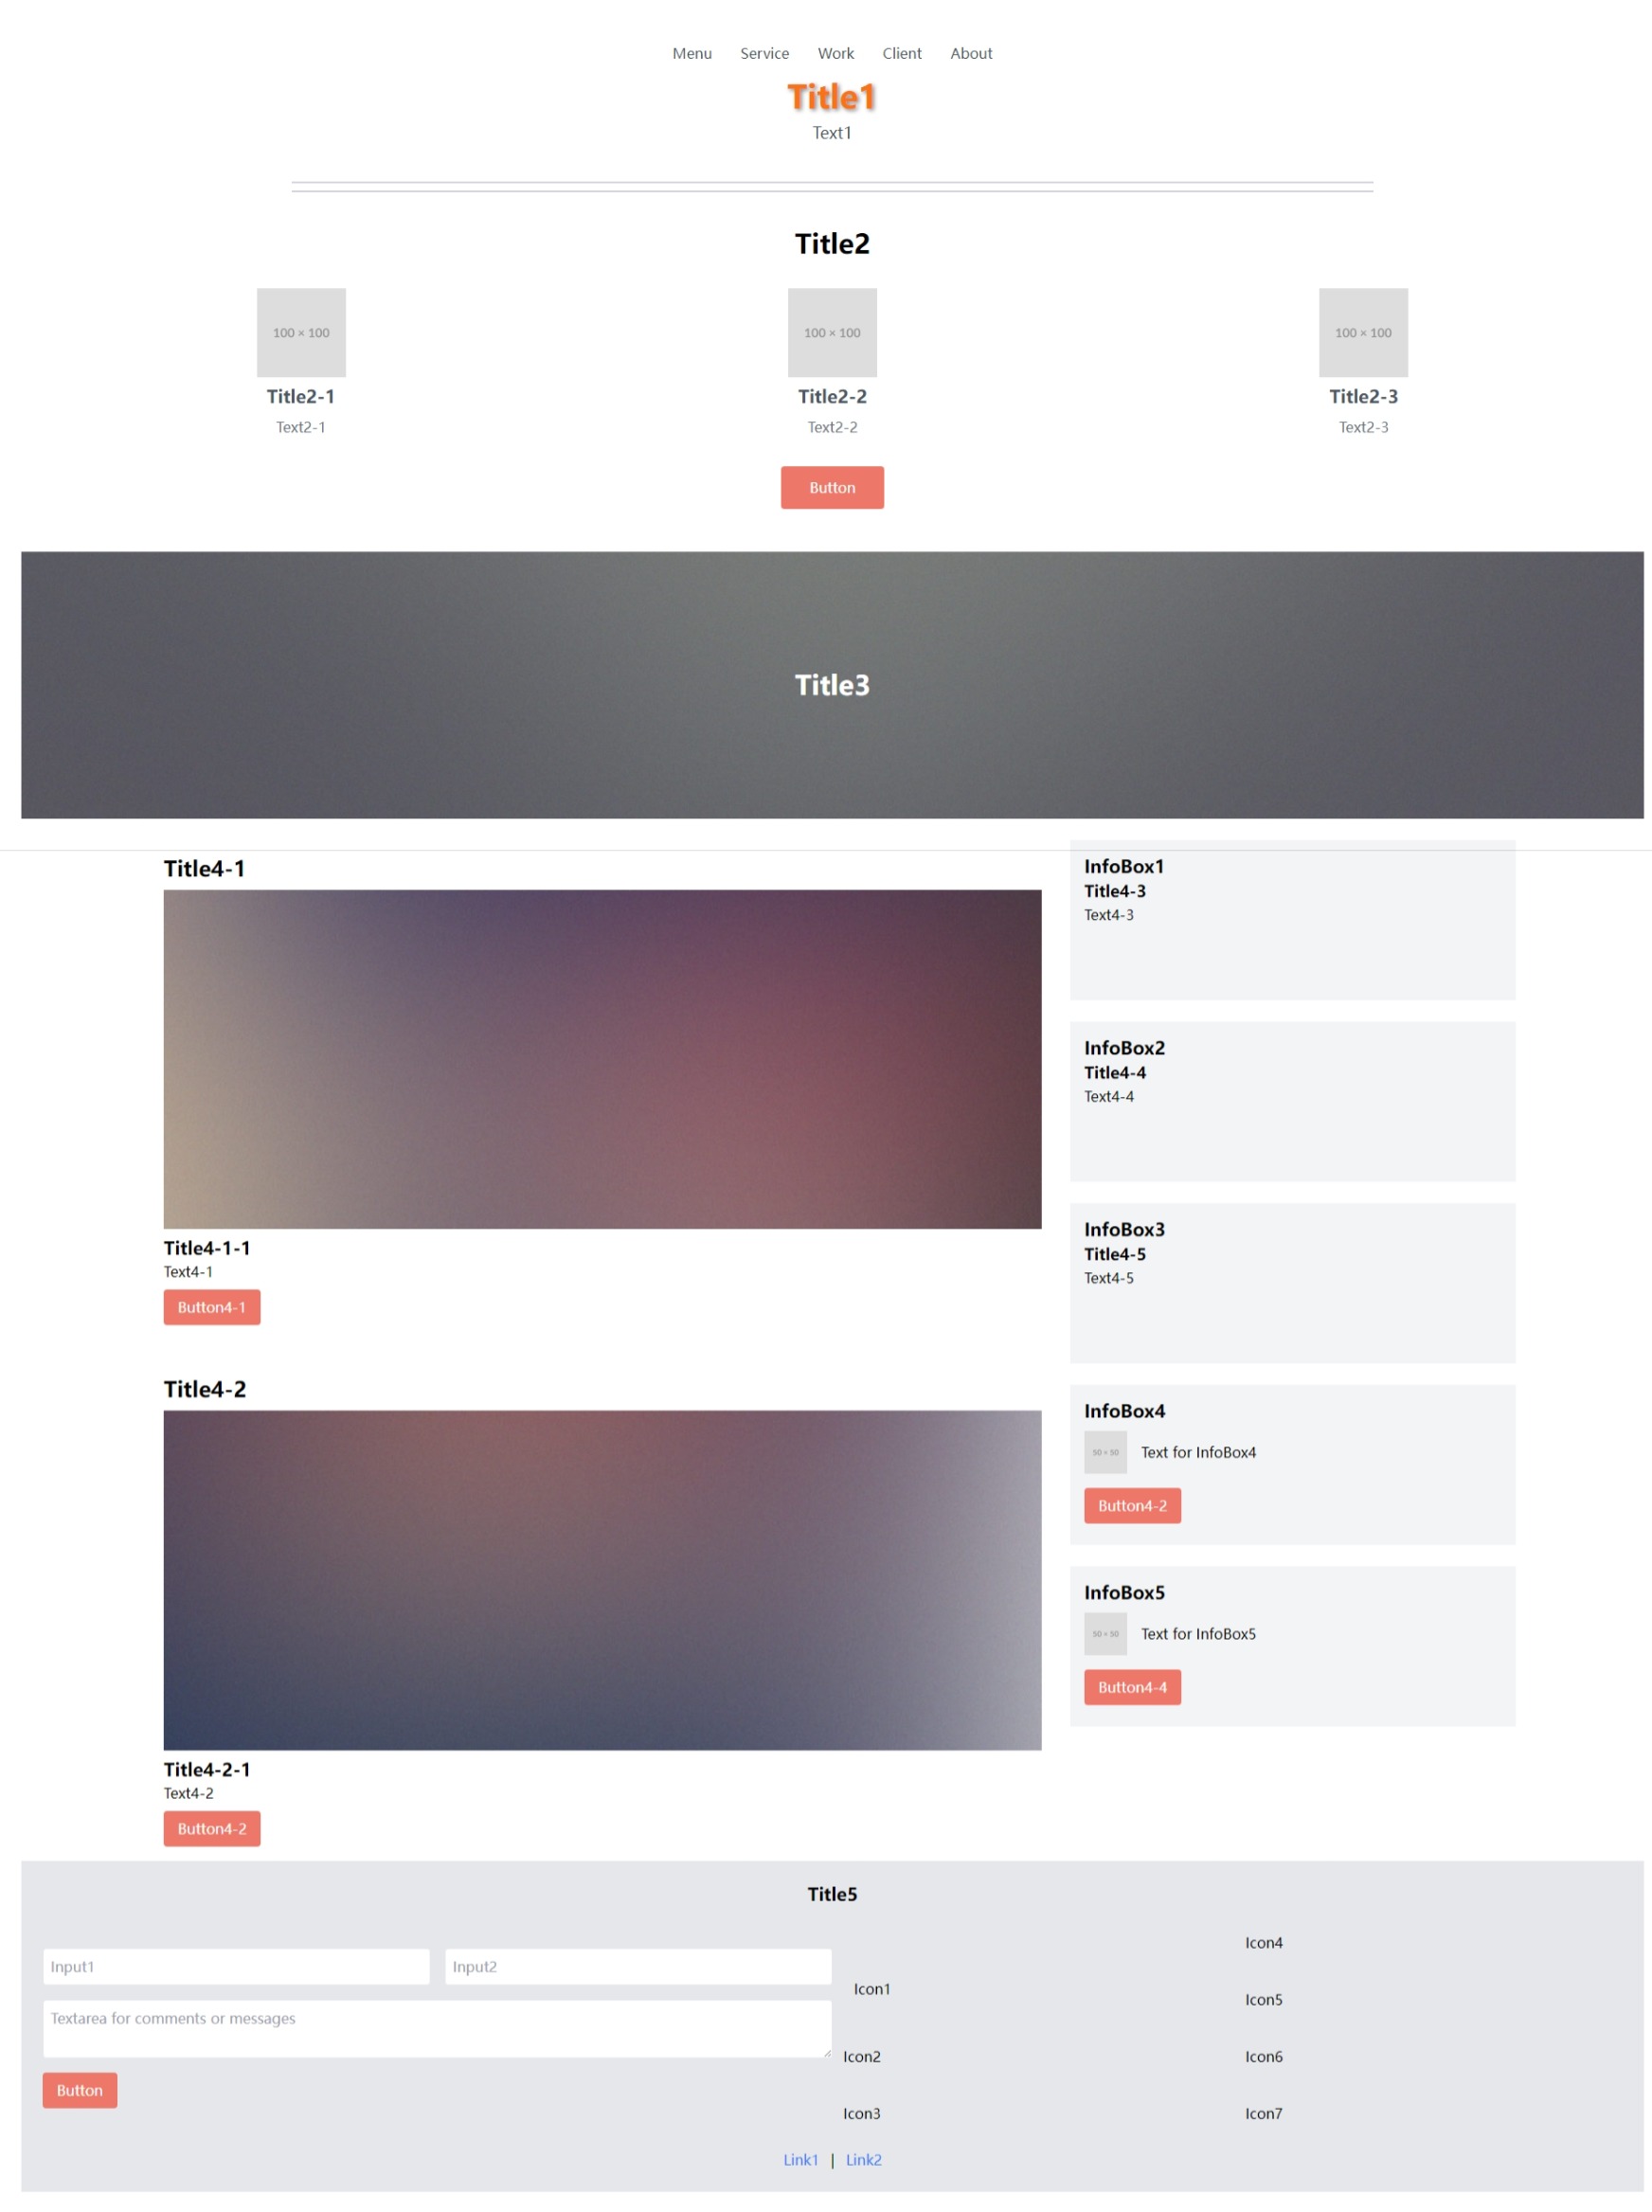 Menu Service Work Client About
Title1
Text1
Title2
100 × 100 100 × 100 100 × 100
Title2-1 Title2-2 Title2-3
Text2-1 Text2-2 Text2-3
Button
Title3
Title4-1
Title4-1-1
Text4-1
Button4-1
Title4-2
Title4-2-1
Text4-2
Button4-2
InfoBox1
Title4-3
Text4-3
InfoBox2
Title4-4
Text4-4
InfoBox3
Title4-5
Text4-5
InfoBox4
50 × 50 Text for InfoBox4
Button4-2
InfoBox5
50 × 50 Text for InfoBox5
Button4-4
Title5
Input1 Input2
Textarea for comments or messages
Button
Icon1
Icon2
Icon3
Icon4
Icon5
Icon6
Icon7
Link1 | Link2